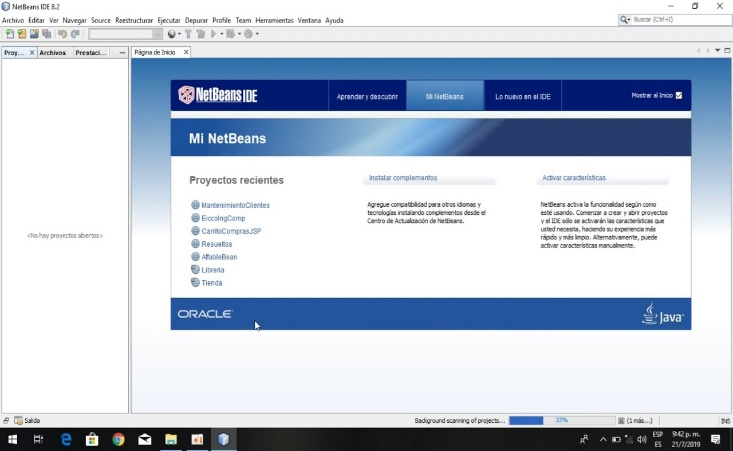 NetBeans IDE 8.2
Archivo Editar Ver Navegar Source Reestructurar Ejecutar Depurar Profile Team Herramientas Ventana Ayuda
Buscar (Ctrl+I)
Proy... Archivos Prestaci...
Página de Inicio
NetBeans IDE
Aprender y descubrir
Mi NetBeans
Lo nuevo en el IDE
Mostrar al Inicio
Mi NetBeans
Proyectos recientes
MantenimientoClientes
EiccoIngComp
CarritoComprasJSP
Resueltos
AffableBean
Libreria
Tienda
Instalar complementos
Agregue compatibilidad para otros idiomas y
tecnologías instalando complementos desde el
Centro de Actualización de NetBeans.
Activar características
NetBeans activa la funcionalidad según como
esté usando. Comenzar a crear y abrir proyectos
y el IDE sólo se activarán las características que
usted necesita, haciendo su experiencia más
rápido y más limpio. Alternativamente, puede
activar características manualmente.
<No hay proyectos abiertos>
ORACLE
Java
Salida
Background scanning of projects...
33%
(1 más...)
INS
ESP
ES
9:42 p. m.
21/7/2019